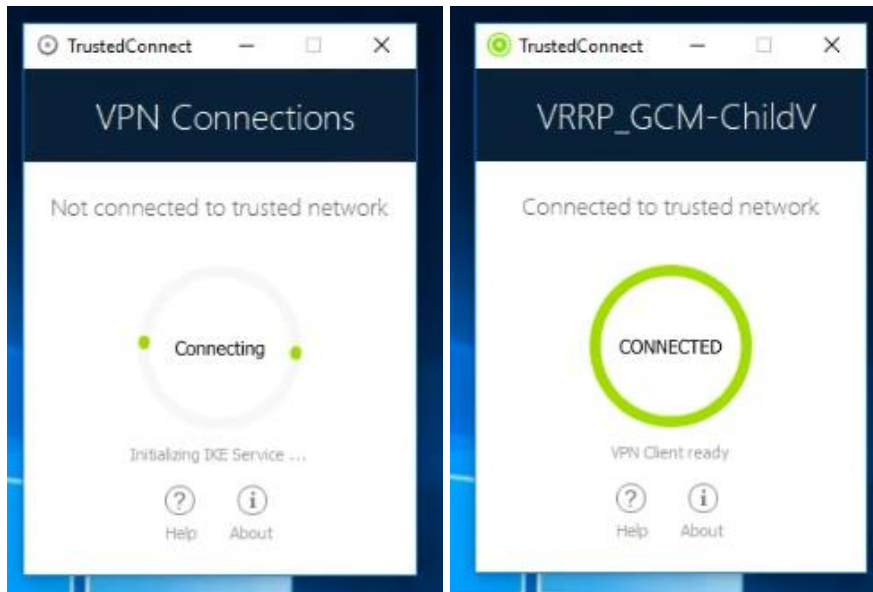 TrustedConnect
VPN Connections
Not connected to trusted network
Connecting
Initializing IKE Service ...
Help About
TrustedConnect
VRRP_GCM-ChildV
Connected to trusted network
CONNECTED
VPN Client ready
Help About